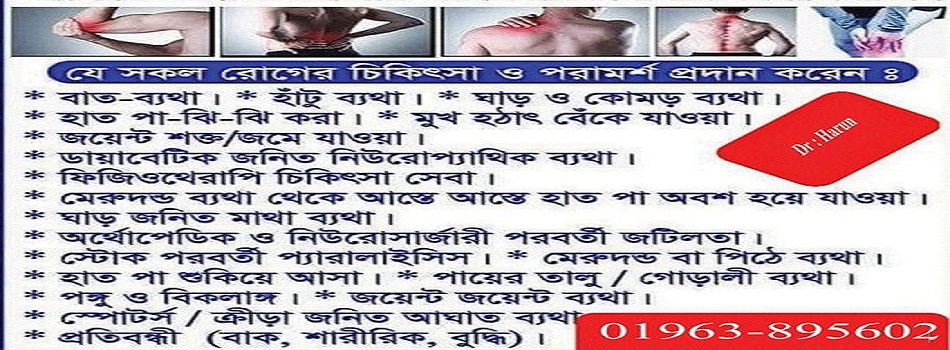 যে সকল রোগের চিকিৎসা ও পরামর্শ প্রদান করেন ঃ
* বাত-ব্যথা। * হাঁটু ব্যথা। * ঘাড় ও কোমড় ব্যথা।
* হাত পা-ঝি-ঝি করা। * মুখ হঠাৎ বেঁকে যাওয়া।
* জয়েন্ট শক্ত/জমে যাওয়া।
Dr : Harun
* ডায়াবেটিক জনিত নিউরোপ্যাথিক ব্যথা।
* ফিজিওথেরাপি চিকিৎসা সেবা।
* মেরুদন্ড ব্যথা থেকে আস্তে আস্তে হাত পা অবশ হয়ে যাওয়া।
* ঘাড় জনিত মাথা ব্যথা।
* অর্থোপেডিক ও নিউরোসার্জারী পরবর্তী জটিলতা।
* স্টোক পরবর্তী প্যারালাইসিস। * মেরুদন্ড বা পিঠে ব্যথা।
* হাত পা শুকিয়ে আসা। * পায়ের তালু / গোড়ালী ব্যথা।
* পঙ্গু ও বিকলাঙ্গ। * জয়েন্ট জয়েন্ট ব্যথা।
* স্পোটর্স / ক্রীড়া জনিত আঘাত ব্যথা
* প্রতিবন্ধী (বাক, শারীরিক, বুদ্ধি)।
01963-895602